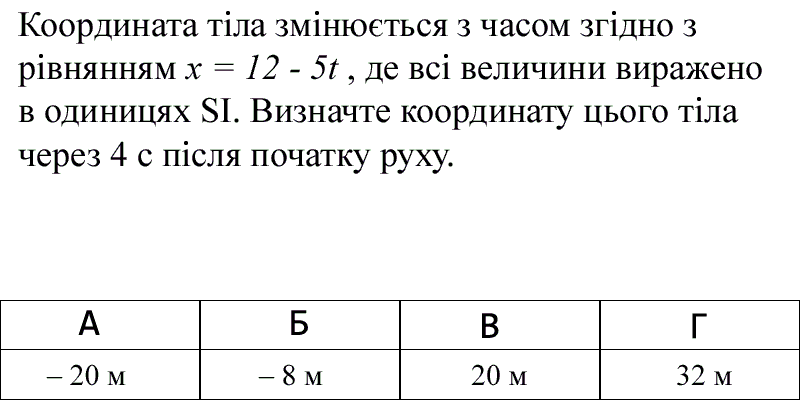 Координата тіла змінюється з часом згідно з
рівнянням x = 12 - 5t , де всі величини виражено
в одиницях SI. Визначте координату цього тіла
через 4 с після початку руху.
А Б В Г
– 20 м – 8 м 20 м 32 м